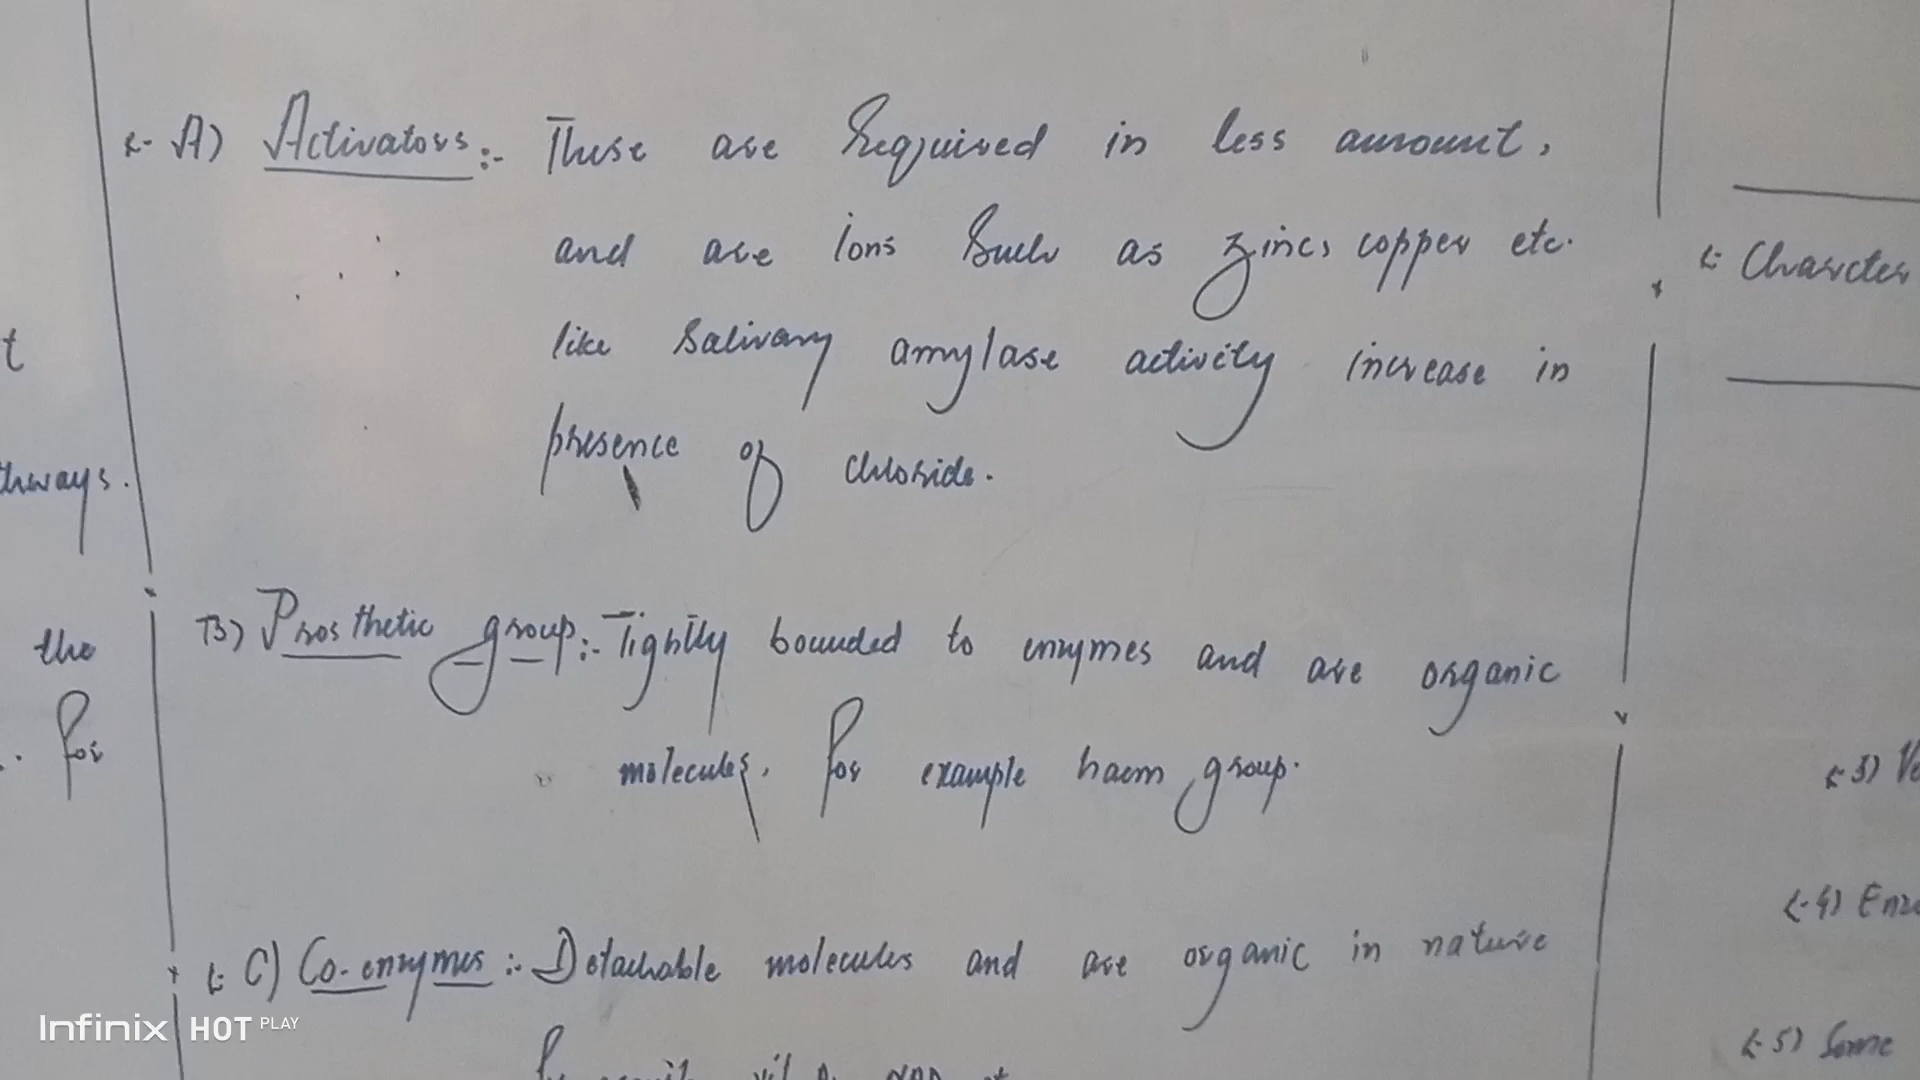 A) Activators :- These are required in less amount,
and are ions such as zinc, copper etc.
like salivary amylase activity increase in
presence of chloride.
B) Prosthetic group :- Tightly bounded to enzymes and are organic
molecules, for example haem group.
C) Co-enzymes :- Detachable molecules and are organic in nature
t
thways.
the
for
Charcter
3)
4) Enz
5) Some
Infinix HOT PLAY